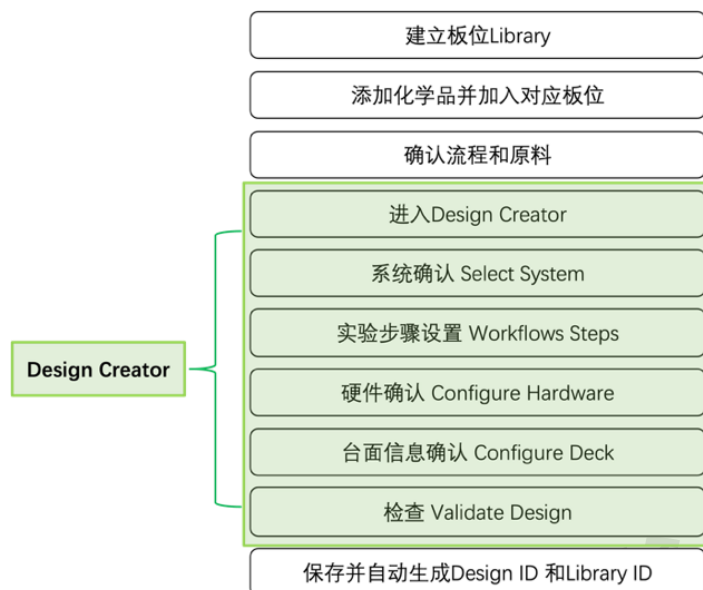 建立板位Library
添加化学品并加入对应板位
确认流程和原料
进入Design Creator
系统确认 Select System
实验步骤设置 Workflows Steps
Design Creator
硬件确认 Configure Hardware
台面信息确认 Configure Deck
检查 Validate Design
保存并自动生成Design ID 和Library ID